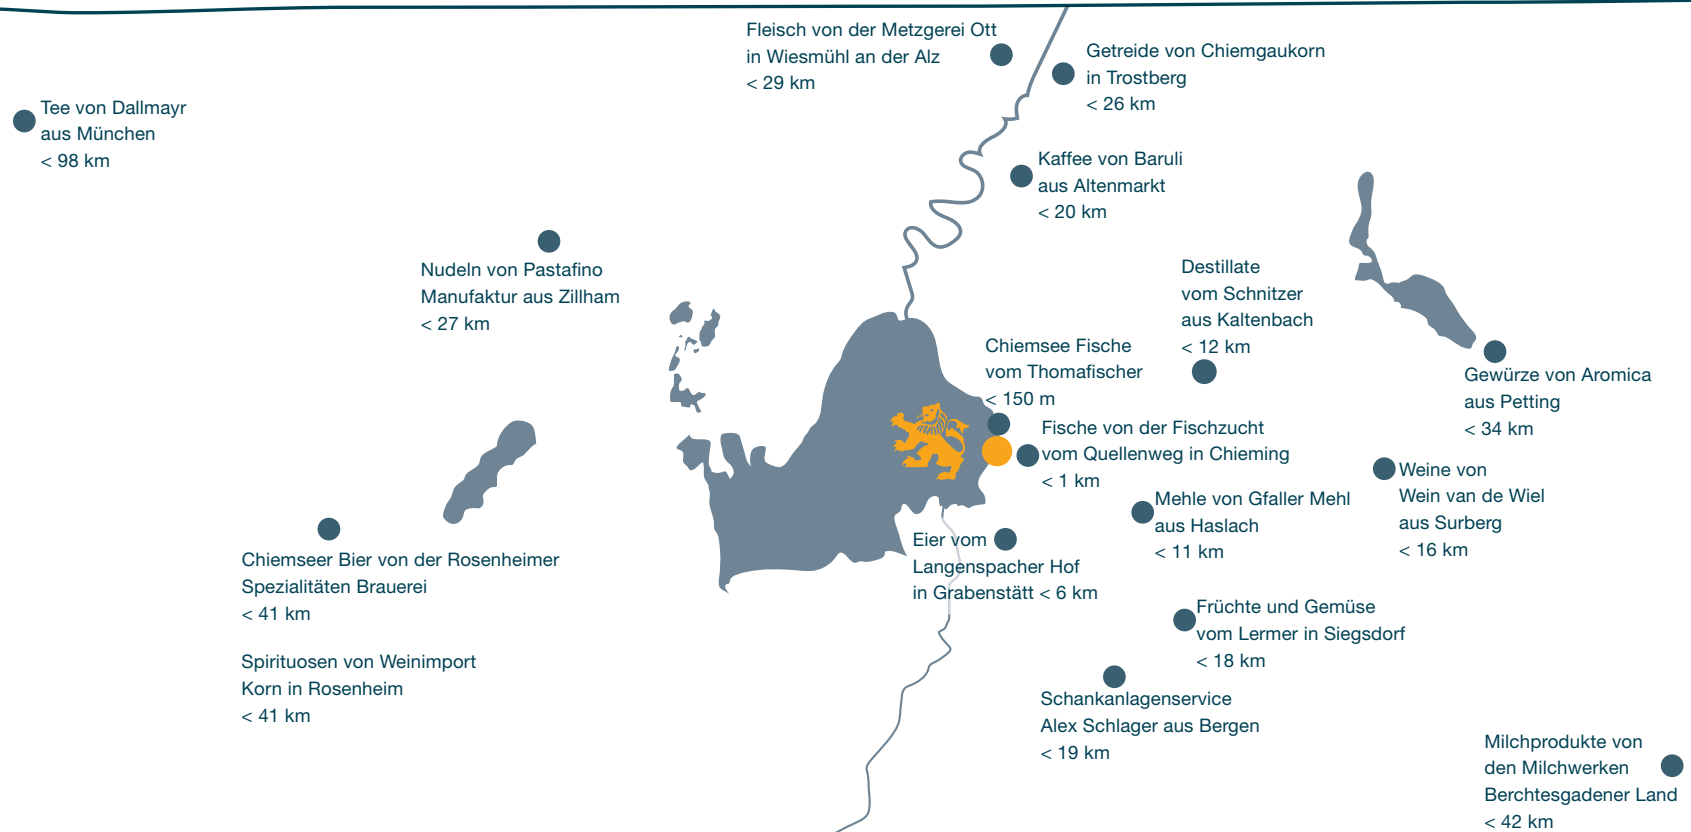 Fleisch von der Metzgerei Ott
in Wiesmühl an der Alz
< 29 km
Getreide von Chiemgaukorn
in Trostberg
< 26 km
Tee von Dallmayr
aus München
< 98 km
Kaffee von Baruli
aus Altenmarkt
< 20 km
Nudeln von Pastafino
Manufaktur aus Zillham
< 27 km
Destillate
vom Schnitzer
aus Kaltenbach
< 12 km
Chiemsee Fische
vom Thomafischer
< 150 m
Gewürze von Aromica
aus Petting
< 34 km
Fische von der Fischzucht
vom Quellenweg in Chieming
< 1 km
Weine von
Wein van de Wiel
aus Surberg
< 16 km
Mehle von Gfaller Mehl
aus Haslach
< 11 km
Eier vom
Langenspacher Hof
in Grabenstätt < 6 km
Chiemseer Bier von der Rosenheimer
Spezialitäten Brauerei
< 41 km
Früchte und Gemüse
vom Lermer in Siegsdorf
< 18 km
Spirituosen von Weinimport
Korn in Rosenheim
< 41 km
Schankanlagenservice
Alex Schlager aus Bergen
< 19 km
Milchprodukte von
den Milchwerken
Berchtesgadener Land
< 42 km